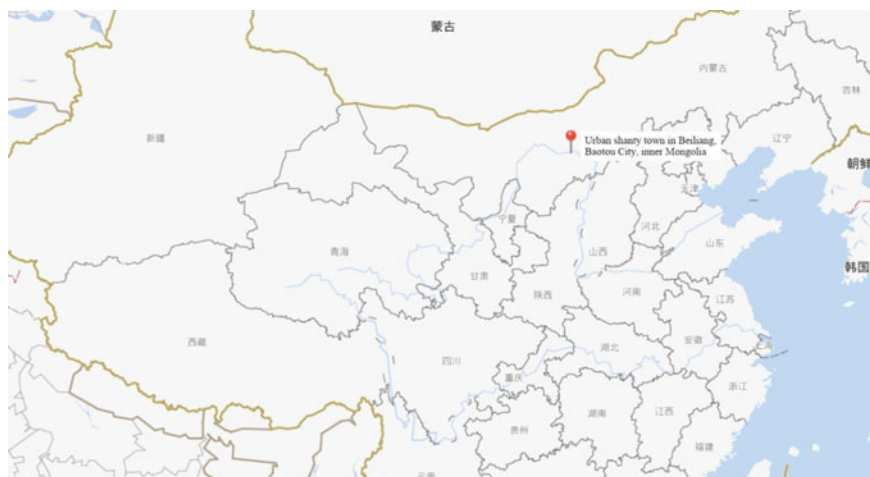 蒙古
内蒙古
吉林
新疆
Urban shanty town in Beiliang,
Baotou City, inner Mongolia
辽宁
朝鲜
天津
宁夏
河北
青海
山西
山东
甘肃
韩国
陕西
河南
江苏
西藏
安徽
上海
湖北
四川
重庆
浙江
湖南
江西
贵州
福建
云南